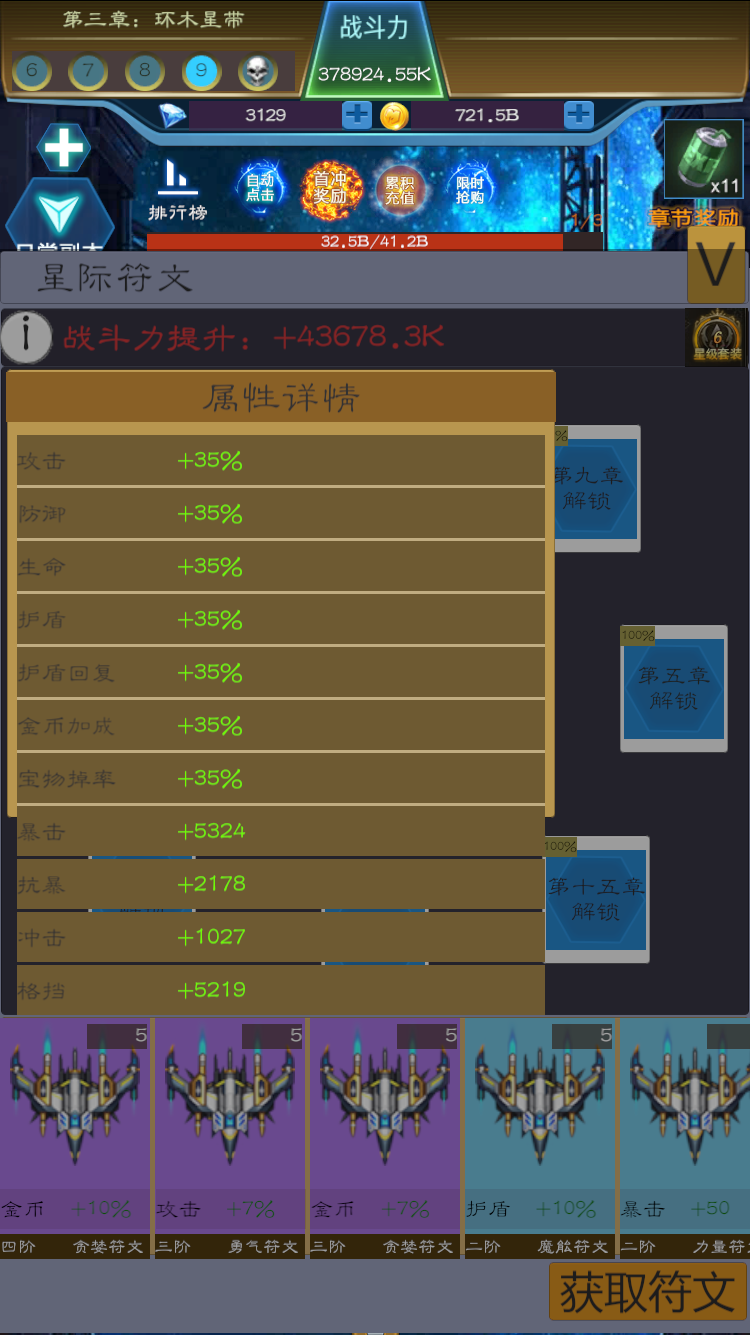 第三章：环木星带
战斗力
6 7 8 9
378924.55K
3129
721.5B
自动点击
首冲奖励
累积充值
限时抢购
x11
排行榜
1/3
章节奖励
32.5B/41.2B
星际符文
V
i
战斗力提升：+43678.3K
6
星级套装
属性详情
攻击 +35%
第九章
解锁
防御 +35%
生命 +35%
护盾 +35%
100%
护盾回复 +35%
第五章
解锁
金币加成 +35%
宝物掉率 +35%
暴击 +5324
100%
抗暴 +2178
第十五章
解锁
冲击 +1027
格挡 +5219
5 5 5 5
金币 +10% 攻击 +7% 金币 +7% 护盾 +10% 暴击 +50
四阶 贪婪符文 三阶 勇气符文 三阶 贪婪符文 二阶 魔能符文 二阶 力量符
获取符文